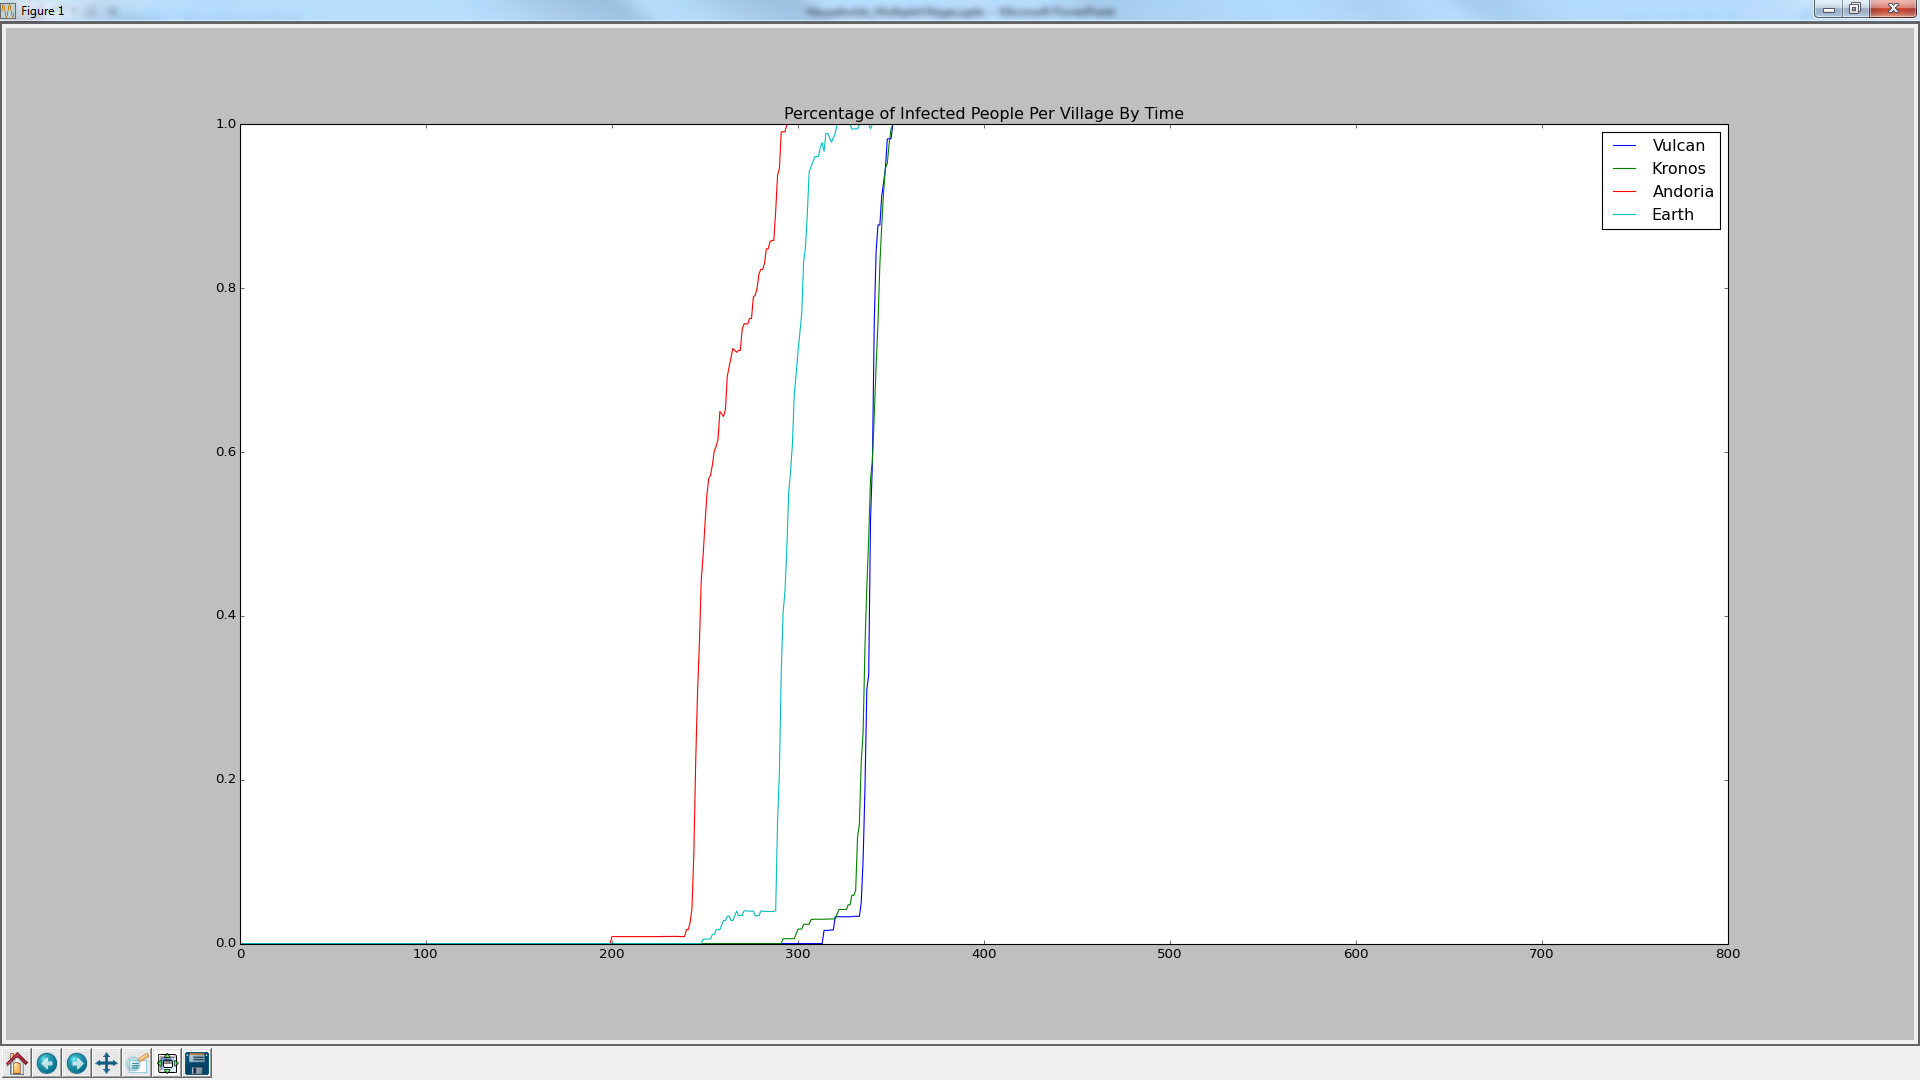 Figure 1
Percentage of Infected People Per Village By Time
1.0
0.8
0.6
0.4
0.2
0.0
0 100 200 300 400 500 600 700 800
Vulcan
Kronos
Andoria
Earth